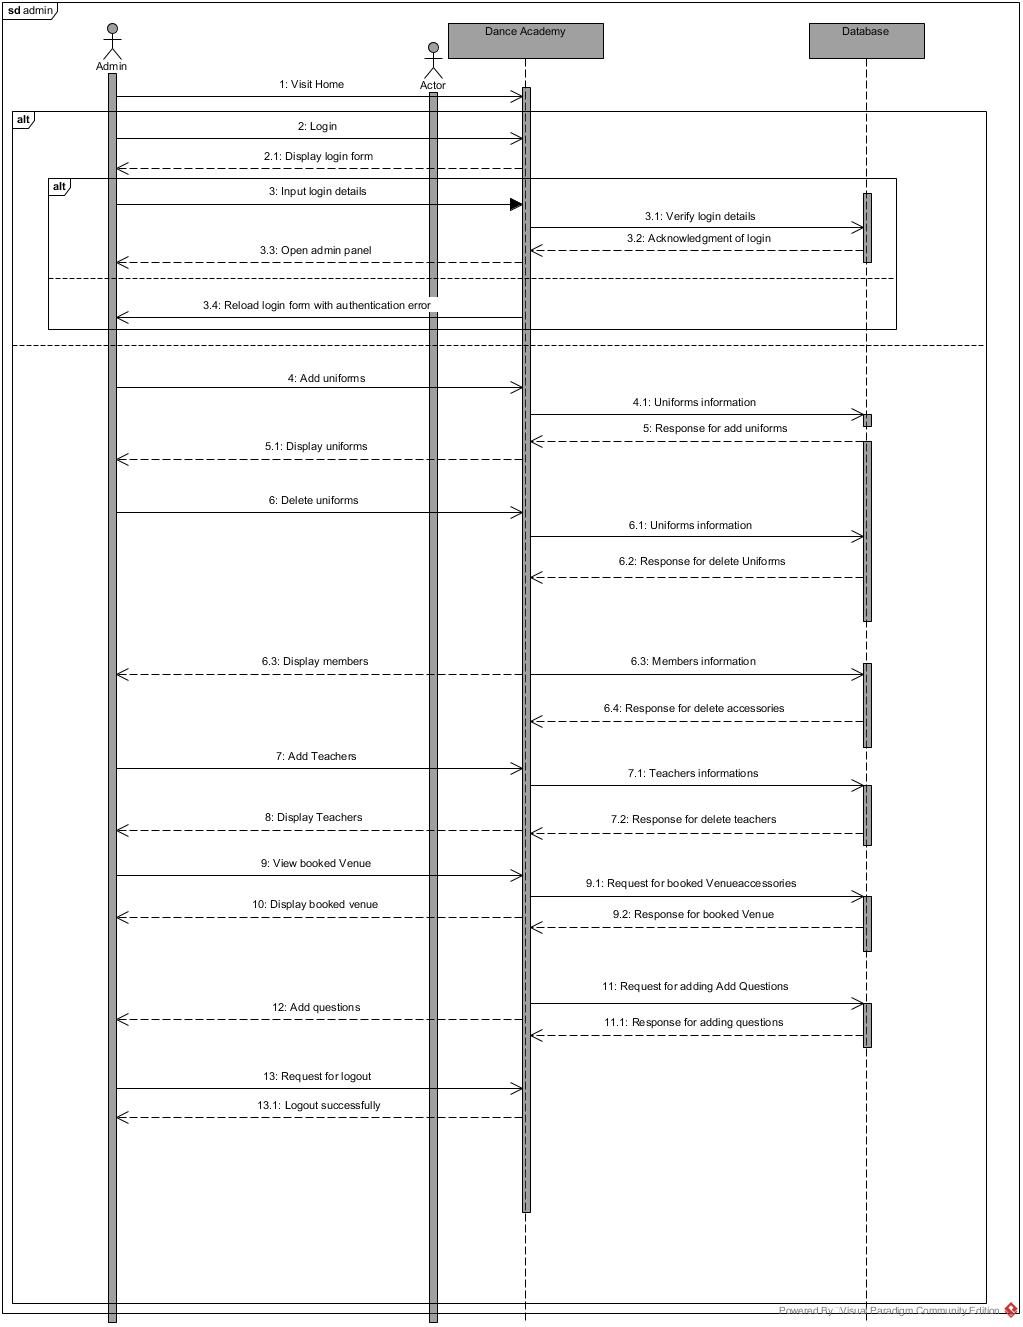 sd admin
Admin
Actor
Dance Academy
Database
1: Visit Home
alt
2: Login
2.1: Display login form
alt
3: Input login details
3.1: Verify login details
3.2: Acknowledgment of login
3.3: Open admin panel
3.4: Reload login form with authentication error
4: Add uniforms
4.1: Uniforms information
5: Response for add uniforms
5.1: Display uniforms
6: Delete uniforms
6.1: Uniforms information
6.2: Response for delete Uniforms
6.3: Display members
6.3: Members information
6.4: Response for delete accessories
7: Add Teachers
7.1: Teachers informations
8: Display Teachers
7.2: Response for delete teachers
9: View booked Venue
9.1: Request for booked Venueaccessories
10: Display booked venue
9.2: Response for booked Venue
11: Request for adding Add Questions
12: Add questions
11.1: Response for adding questions
13: Request for logout
13.1: Logout successfully
Powered By Visual Paradigm Community Edition